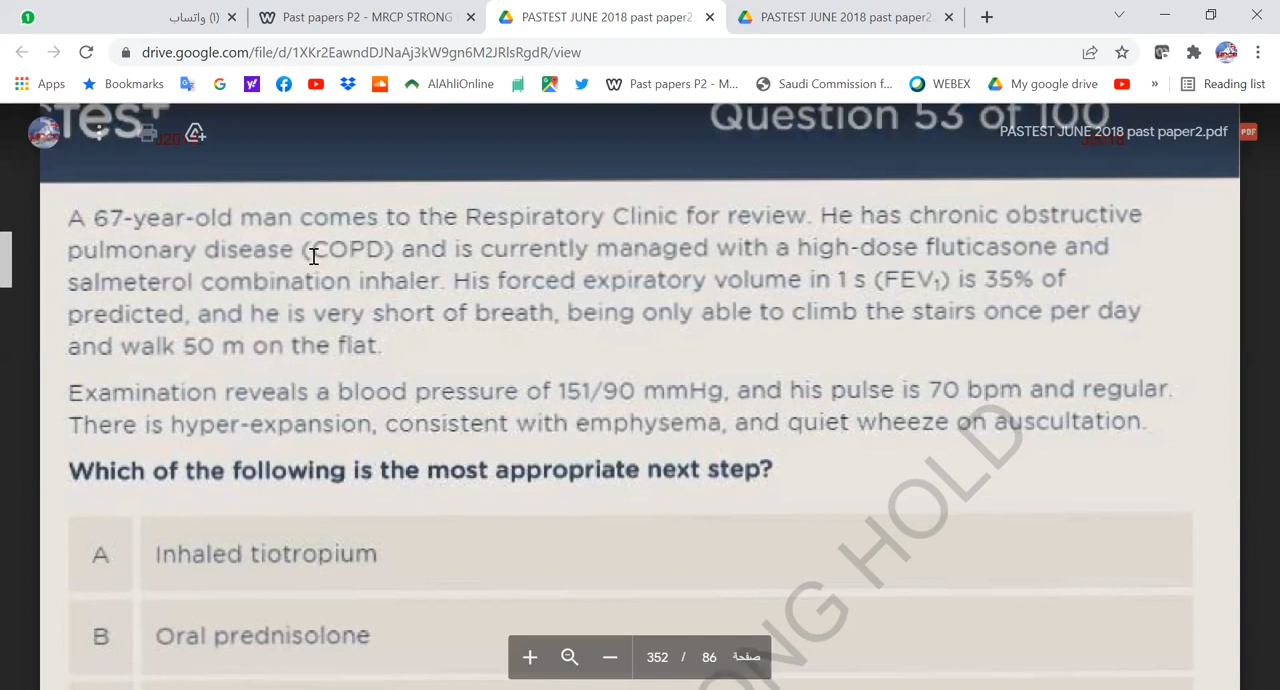 واتساب (1)
Past papers P2 - MRCP STRONG
PASTEST JUNE 2018 past paper2
PASTEST JUNE 2018 past paper2.
drive.google.com/file/d/1XKr2EawndDJNaAj3kW9gn6M2JRlsRgdR/view
Apps Bookmarks AlAhliOnline Past papers P2 - M... Saudi Commission f... WEBEX My google drive » Reading list
Test+
Question 53 of 100
PASTEST JUNE 2018 past paper2.pdf
PDF
A 67-year-old man comes to the Respiratory Clinic for review. He has chronic obstructive
pulmonary disease (COPD) and is currently managed with a high-dose fluticasone and
salmeterol combination inhaler. His forced expiratory volume in 1 s (FEV₁) is 35% of
predicted, and he is very short of breath, being only able to climb the stairs once per day
and walk 50 m on the flat.
Examination reveals a blood pressure of 151/90 mmHg, and his pulse is 70 bpm and regular.
There is hyper-expansion, consistent with emphysema, and quiet wheeze on auscultation.
Which of the following is the most appropriate next step?
A Inhaled tiotropium
B Oral prednisolone
HOLD
352 / 86 صفحة